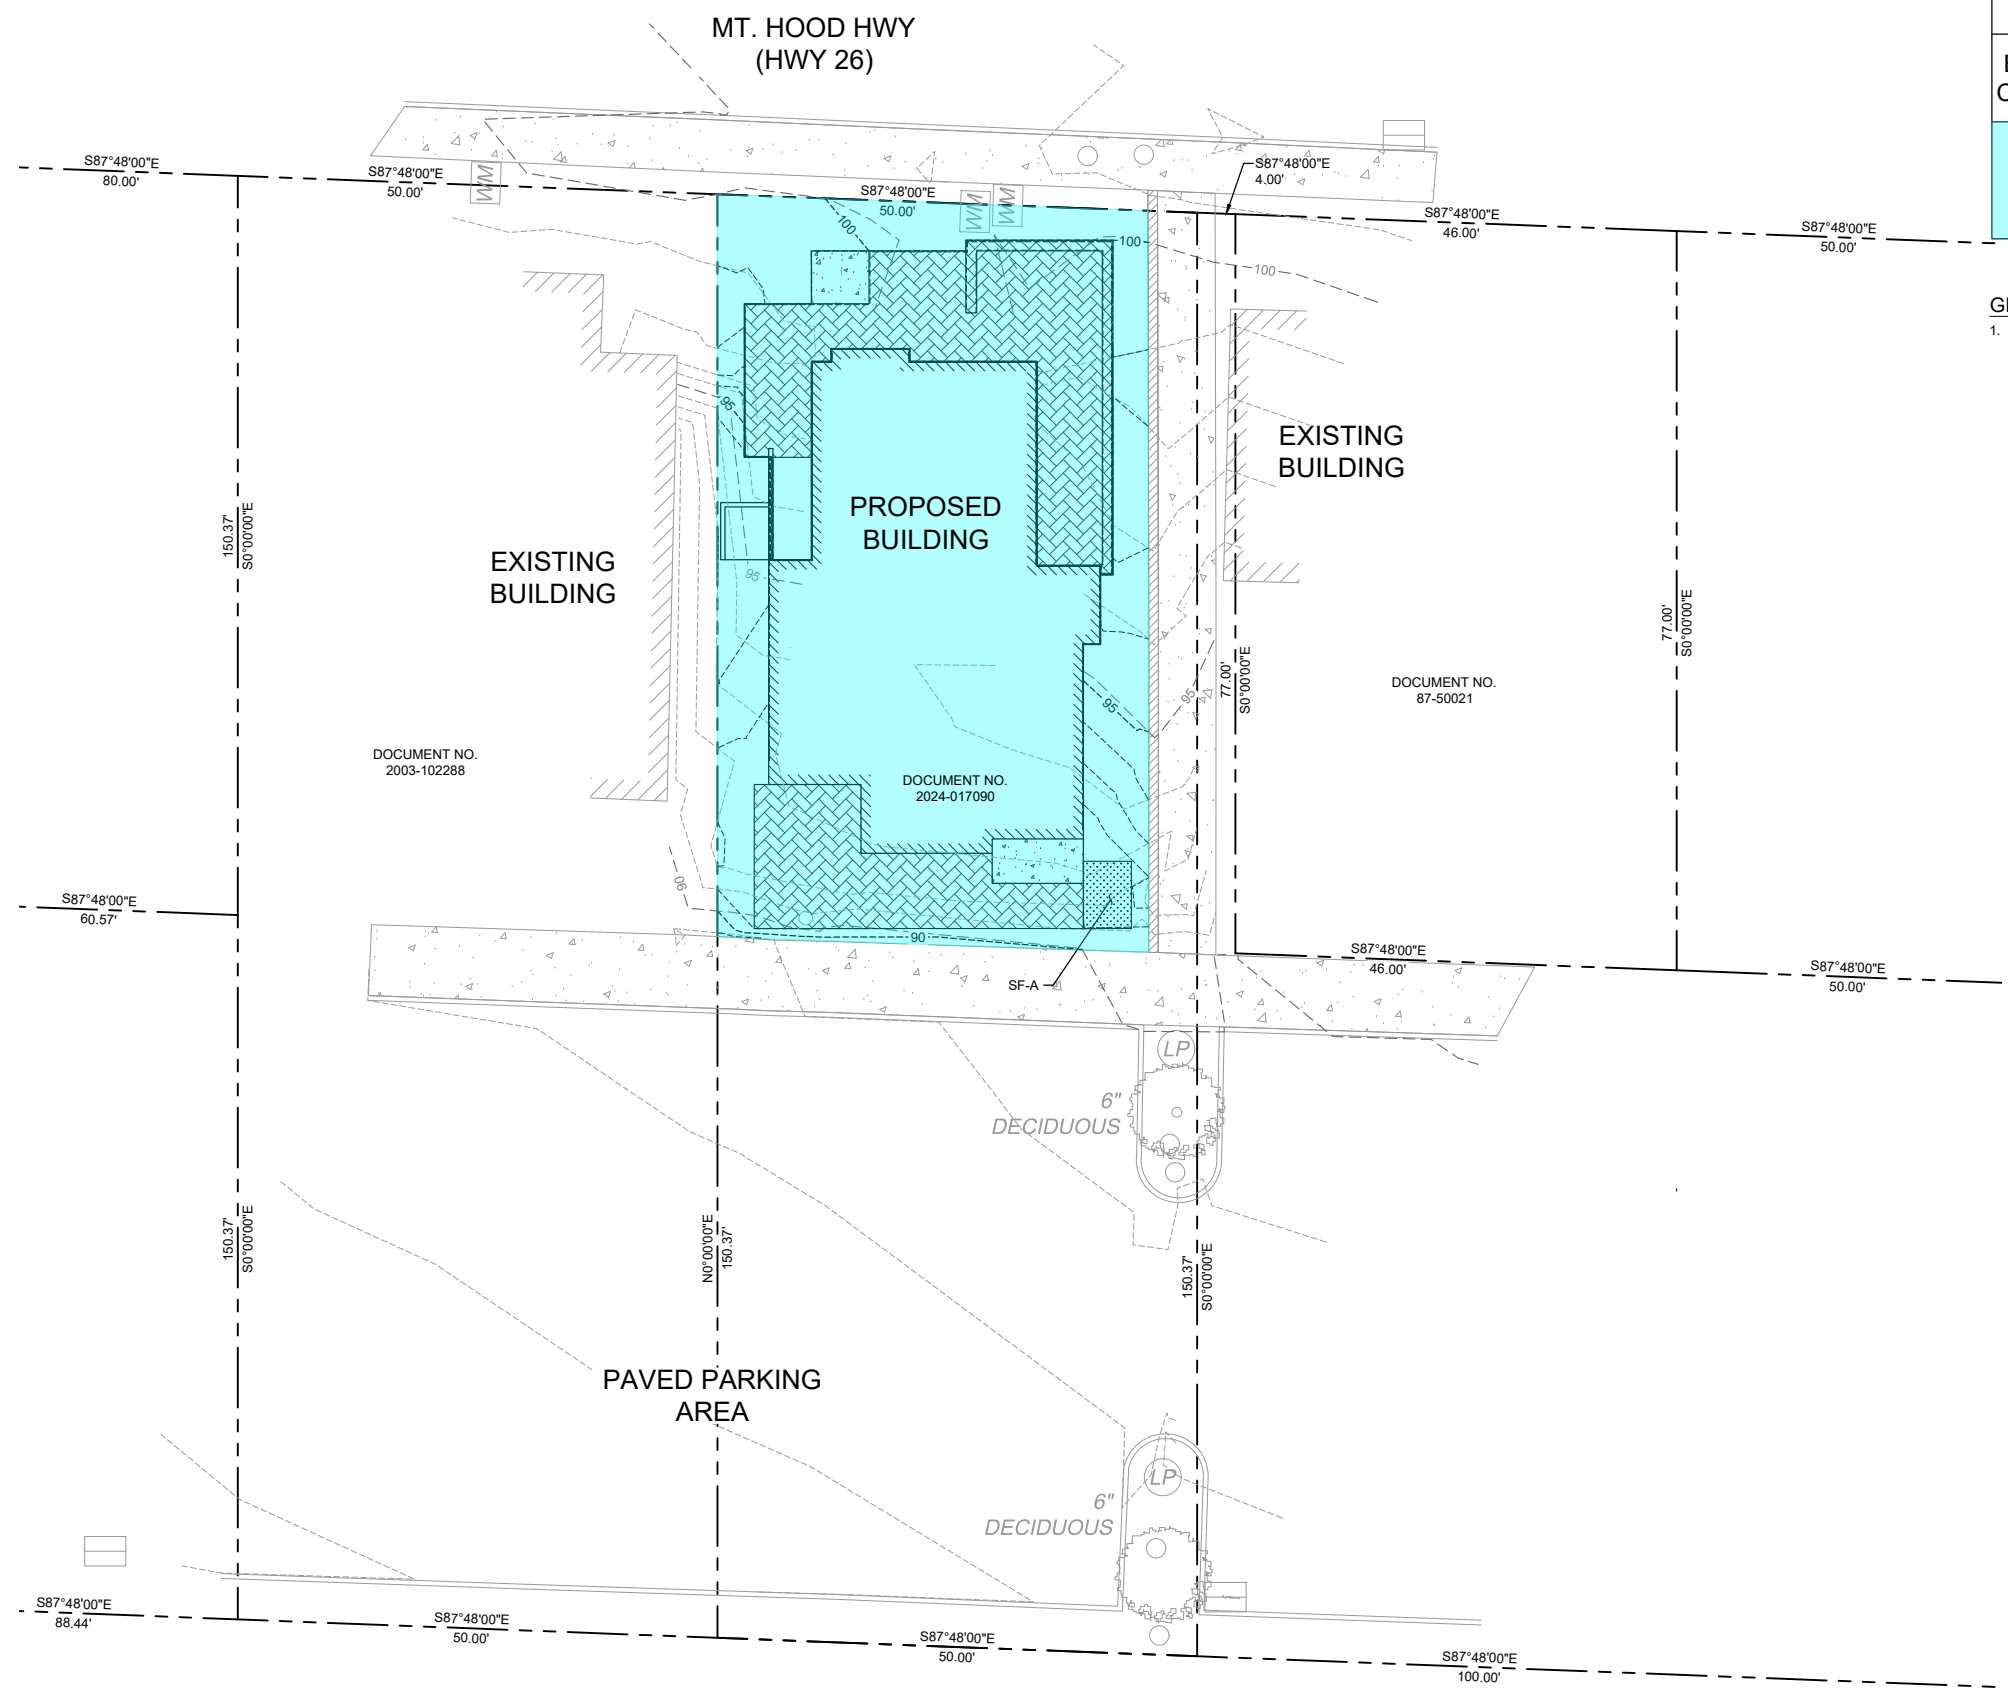 MT. HOOD HWY
(HWY 26)
S87°48'00"E
80.00'
S87°48'00"E
50.00'
WM
S87°48'00"E
50.00'
WM
WM
S87°48'00"E
4.00'
S87°48'00"E
46.00'
S87°48'00"E
50.00'
100
100
100
1.
95
EXISTING
BUILDING
PROPOSED
BUILDING
150.37'
S0°00'00"E
EXISTING
BUILDING
95
77.00'
S0°00'00"E
77.00'
S0°00'00"E
95
95
DOCUMENT NO.
87-50021
DOCUMENT NO.
2003-102288
DOCUMENT NO.
2024-017090
90
S87°48'00"E
60.57'
90
S87°48'00"E
46.00'
S87°48'00"E
50.00'
SF-A
LP
6"
DECIDUOUS
150.37'
S0°00'00"E
N0°00'00"E
150.37'
150.37'
S0°00'00"E
PAVED PARKING
AREA
LP
6"
DECIDUOUS
S87°48'00"E
88.44'
S87°48'00"E
50.00'
S87°48'00"E
50.00'
S87°48'00"E
100.00'